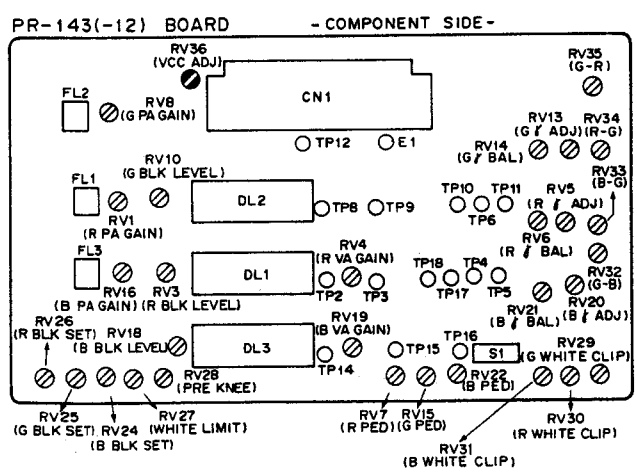 PR-143(-12) BOARD
-COMPONENT SIDE-
RV36
(VCC ADJ)
RV35
(G-R)
FL2
RV8
(G PA GAIN)
CN1
RV13
(G γ ADJ)
RV34
(R-G)
TP12
E1
RV14
(G γ BAL)
RV33
(B-G)
RV10
(G BLK LEVEL)
FL1
RV1
(R PA GAIN)
DL2
TP8
TP9
TP10
TP11
TP6
RV5
(R γ ADJ)
RV6
(R γ BAL)
FL3
RV16
(B PA GAIN)
RV3
(R BLK LEVEL)
DL1
RV4
(R VA GAIN)
TP2
TP3
TP18
TP4
TP17
TP5
RV32
(G-B)
RV21
(B γ BAL)
RV20
(B γ ADJ)
RV26
(R BLK SET)
RV18
(B BLK LEVEL)
DL3
RV19
(B VA GAIN)
TP14
TP15
TP16
S1
RV29
(G WHITE CLIP)
RV28
(PRE KNEE)
RV22
(B PED)
RV25
(G BLK SET)
RV24
(B BLK SET)
RV27
(WHITE LIMIT)
RV7
(R PED)
RV15
(G PED)
RV31
(B WHITE CLIP)
RV30
(R WHITE CLIP)